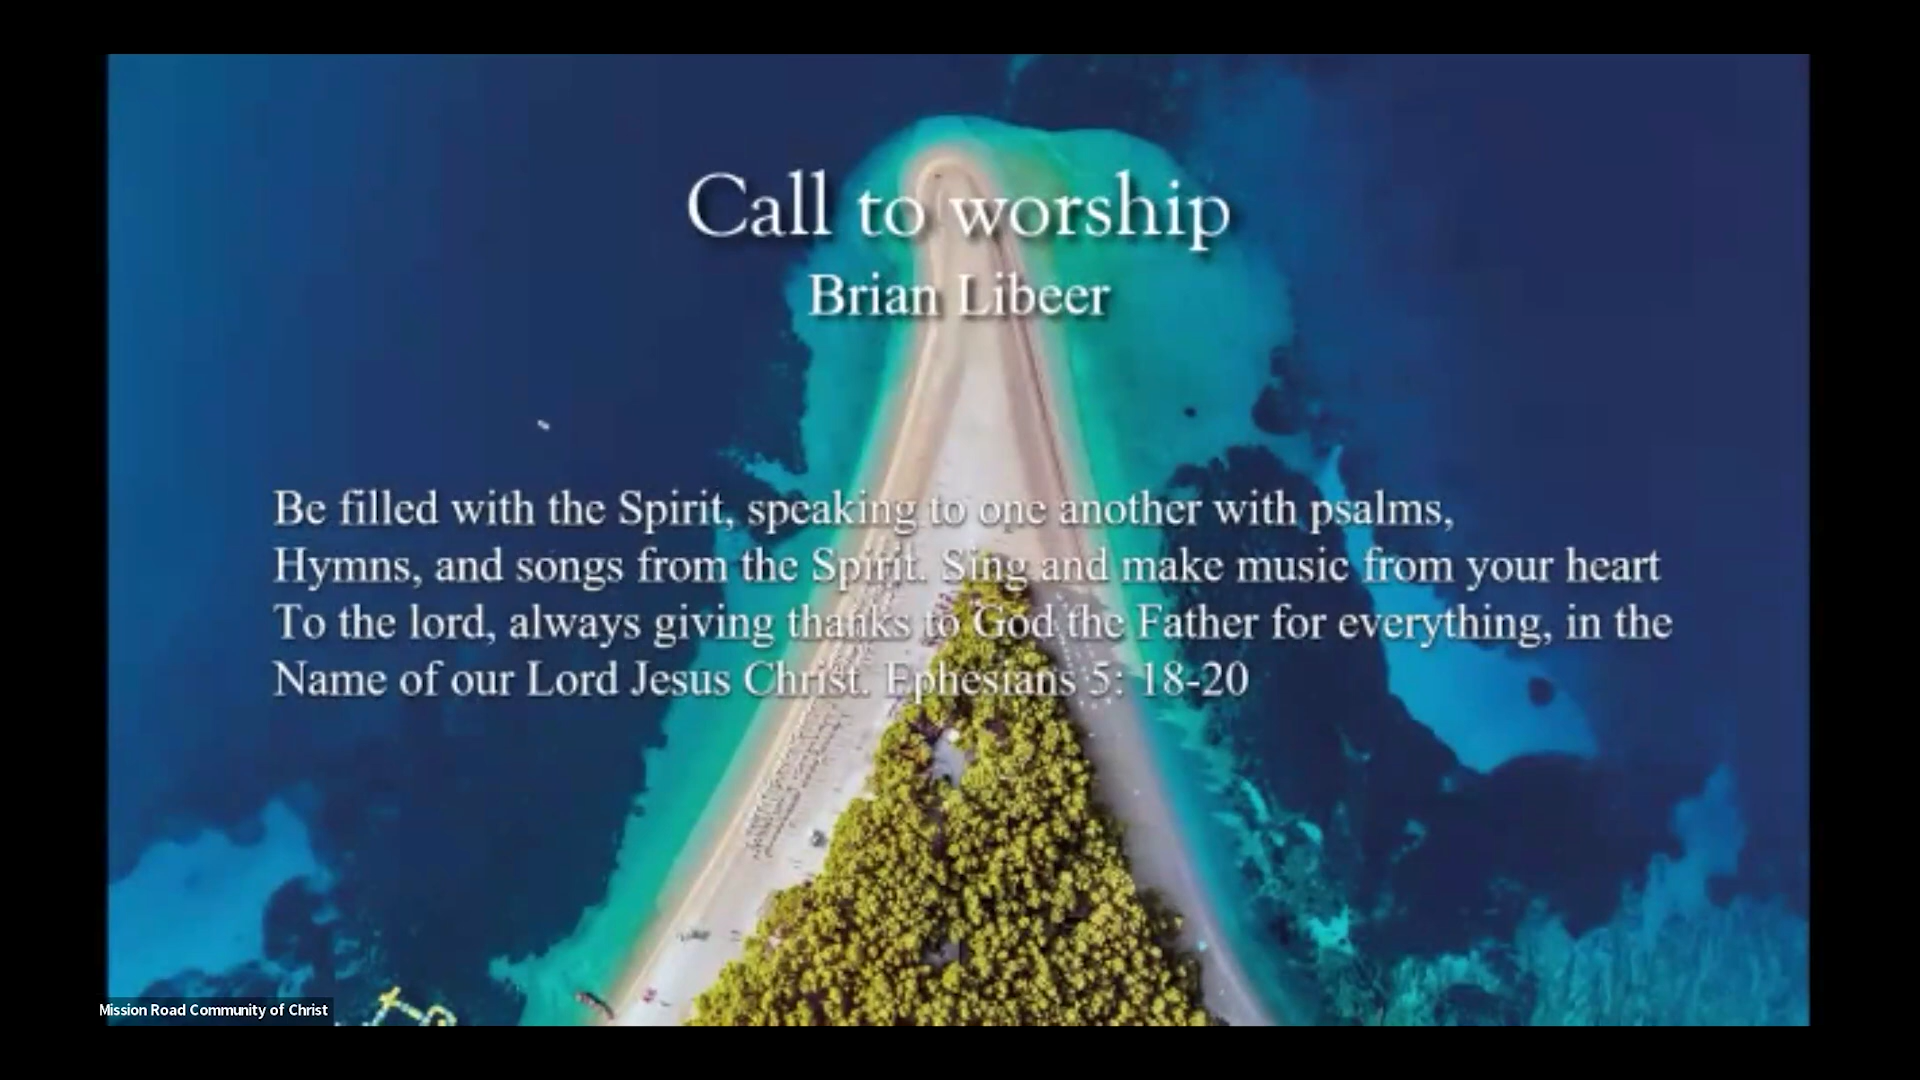 Call to worship
Brian Libeer
Be filled with the Spirit, speaking to one another with psalms,
Hymns, and songs from the Spirit. Sing and make music from your heart
To the lord, always giving thanks to God the Father for everything, in the
Name of our Lord Jesus Christ. Ephesians 5: 18-20
Mission Road Community of Christ